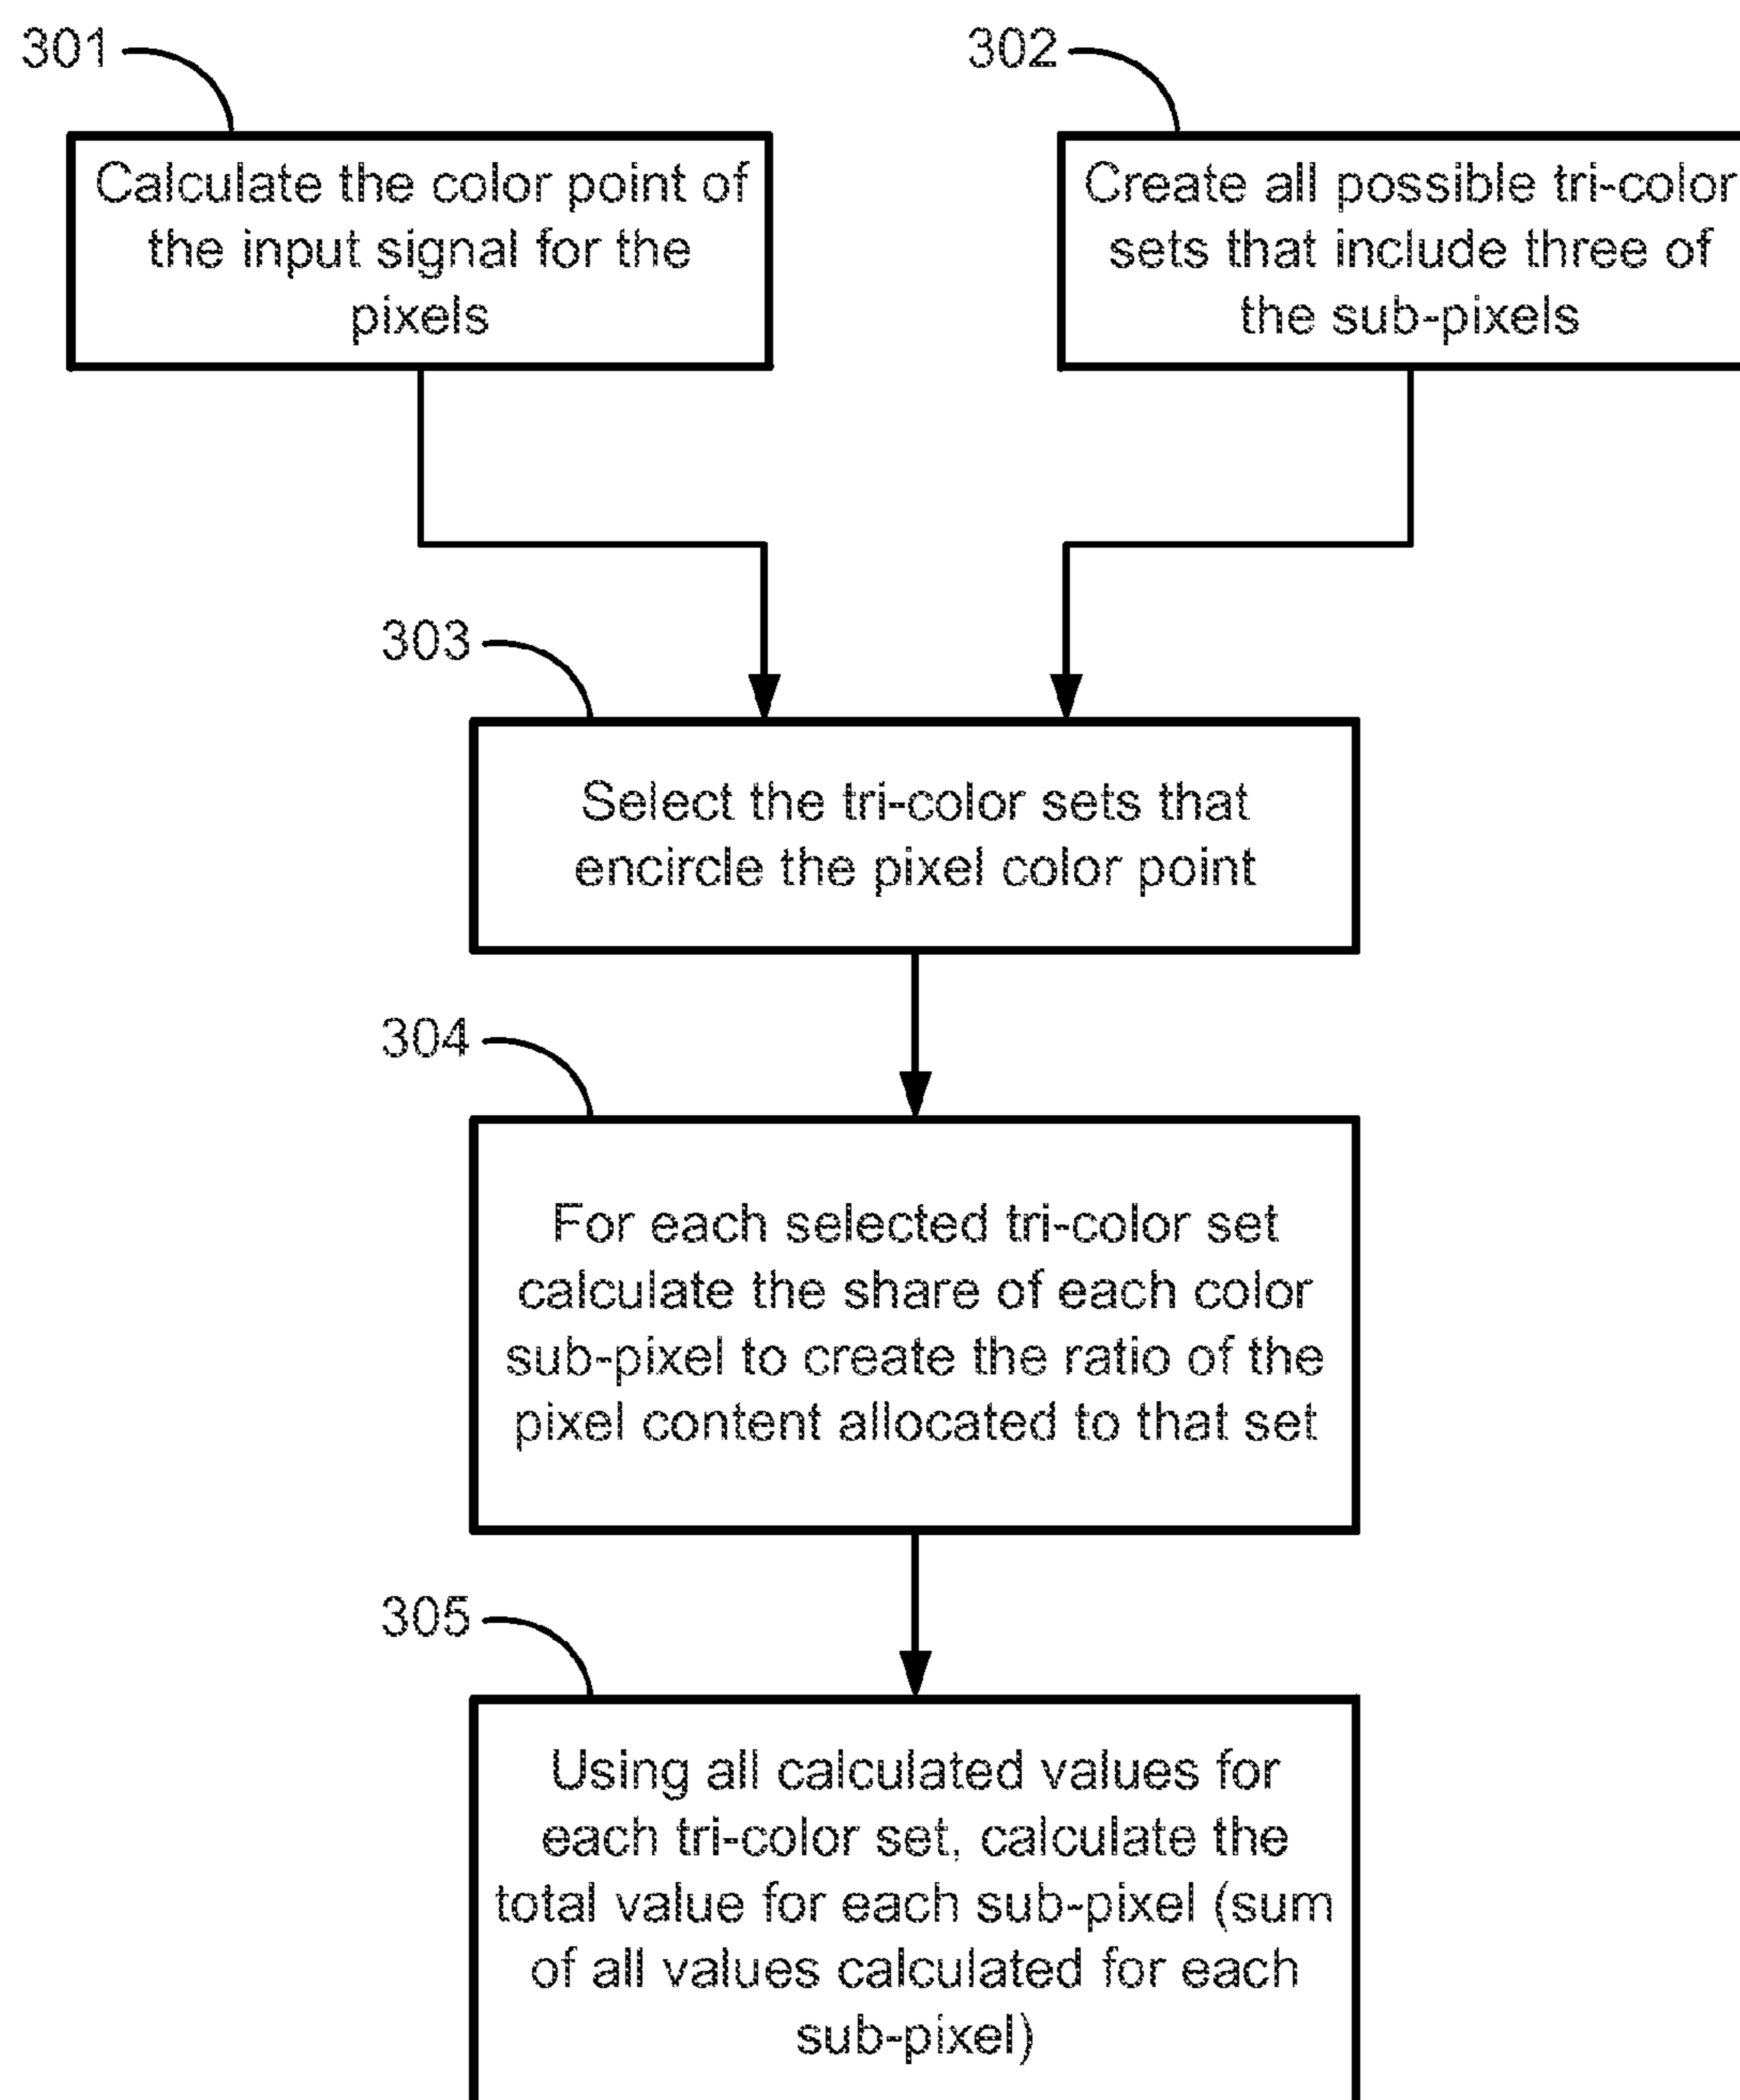 301
Calculate the color point of
the input signal for the
pixels
302
Create all possible tri-color
sets that include three of
the sub-pixels
303
Select the tri-color sets that
encircle the pixel color point
304
For each selected tri-color set
calculate the share of each color
sub-pixel to create the ratio of the
pixel content allocated to that set
305
Using all calculated values for
each tri-color set, calculate the
total value for each sub-pixel (sum
of all values calculated for each
sub-pixel)